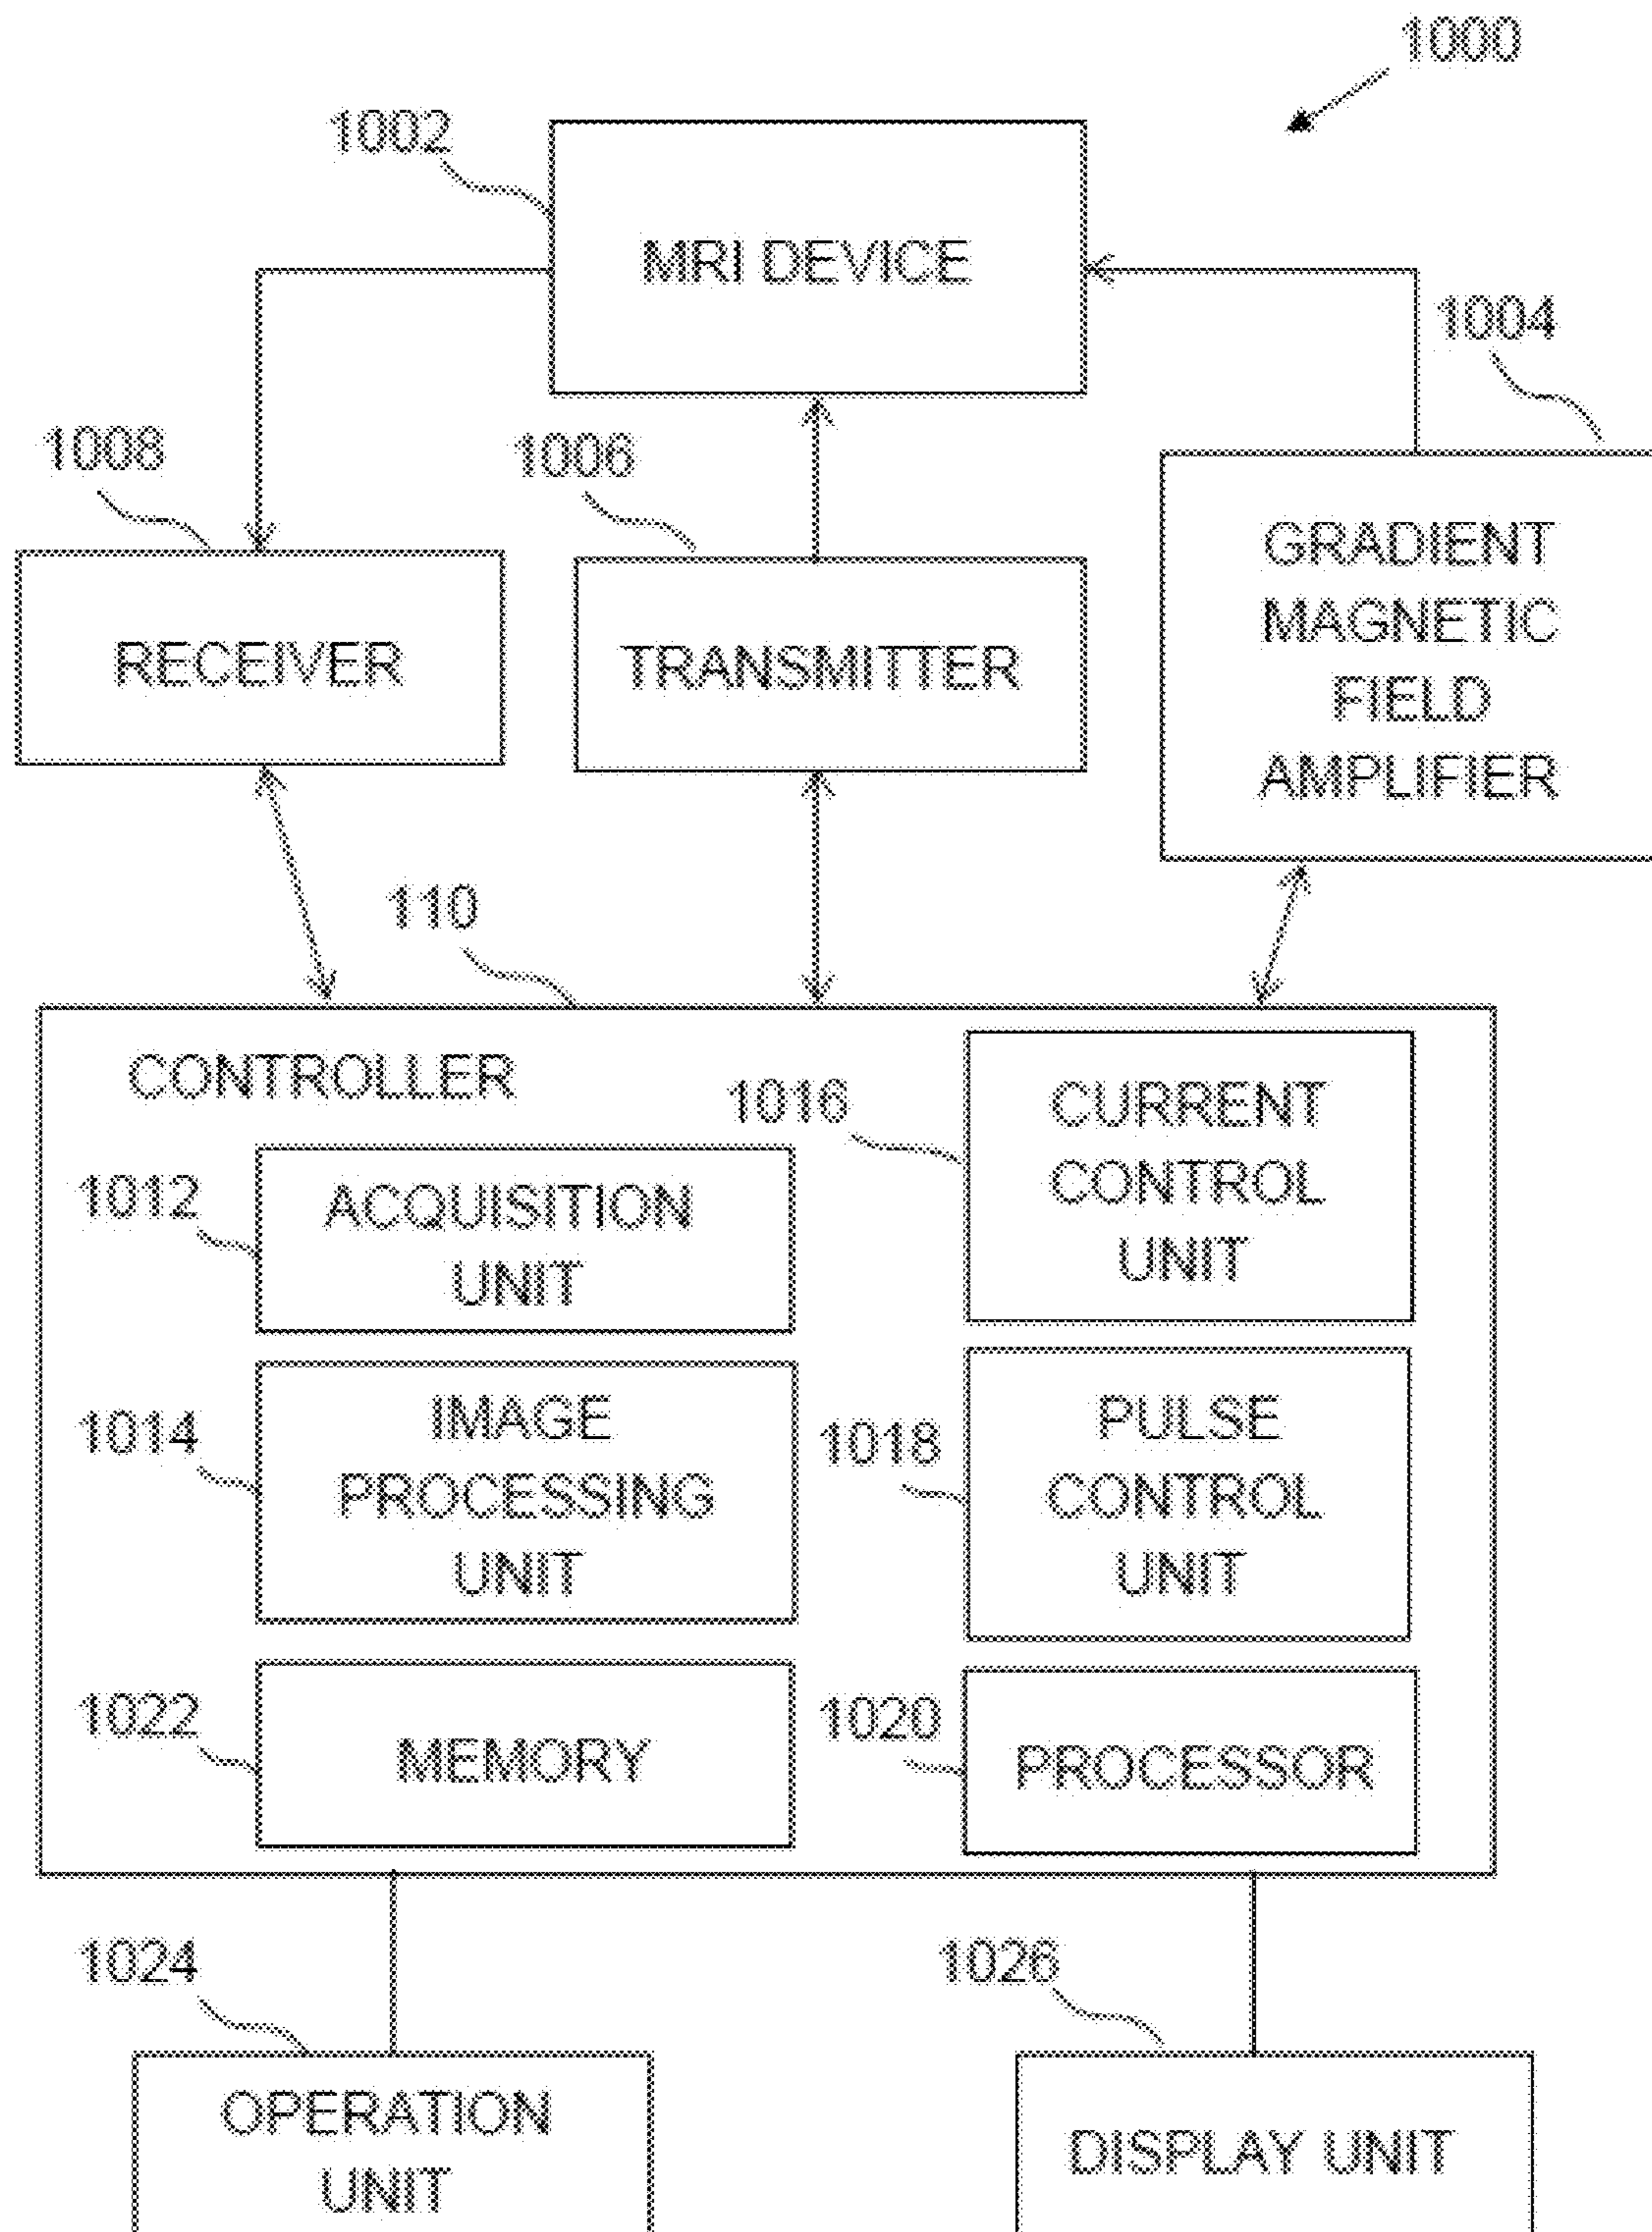 1000
1002
MRI DEVICE
1004
1008
1006
GRADIENT
MAGNETIC
FIELD
AMPLIFIER
RECEIVER
TRANSMITTER
110
CONTROLLER
1016
CURRENT
CONTROL
UNIT
1012
ACQUISITION
UNIT
1014
IMAGE
PROCESSING
UNIT
1018
PULSE
CONTROL
UNIT
1022
MEMORY
1020
PROCESSOR
1024
1026
OPERATION
UNIT
DISPLAY UNIT